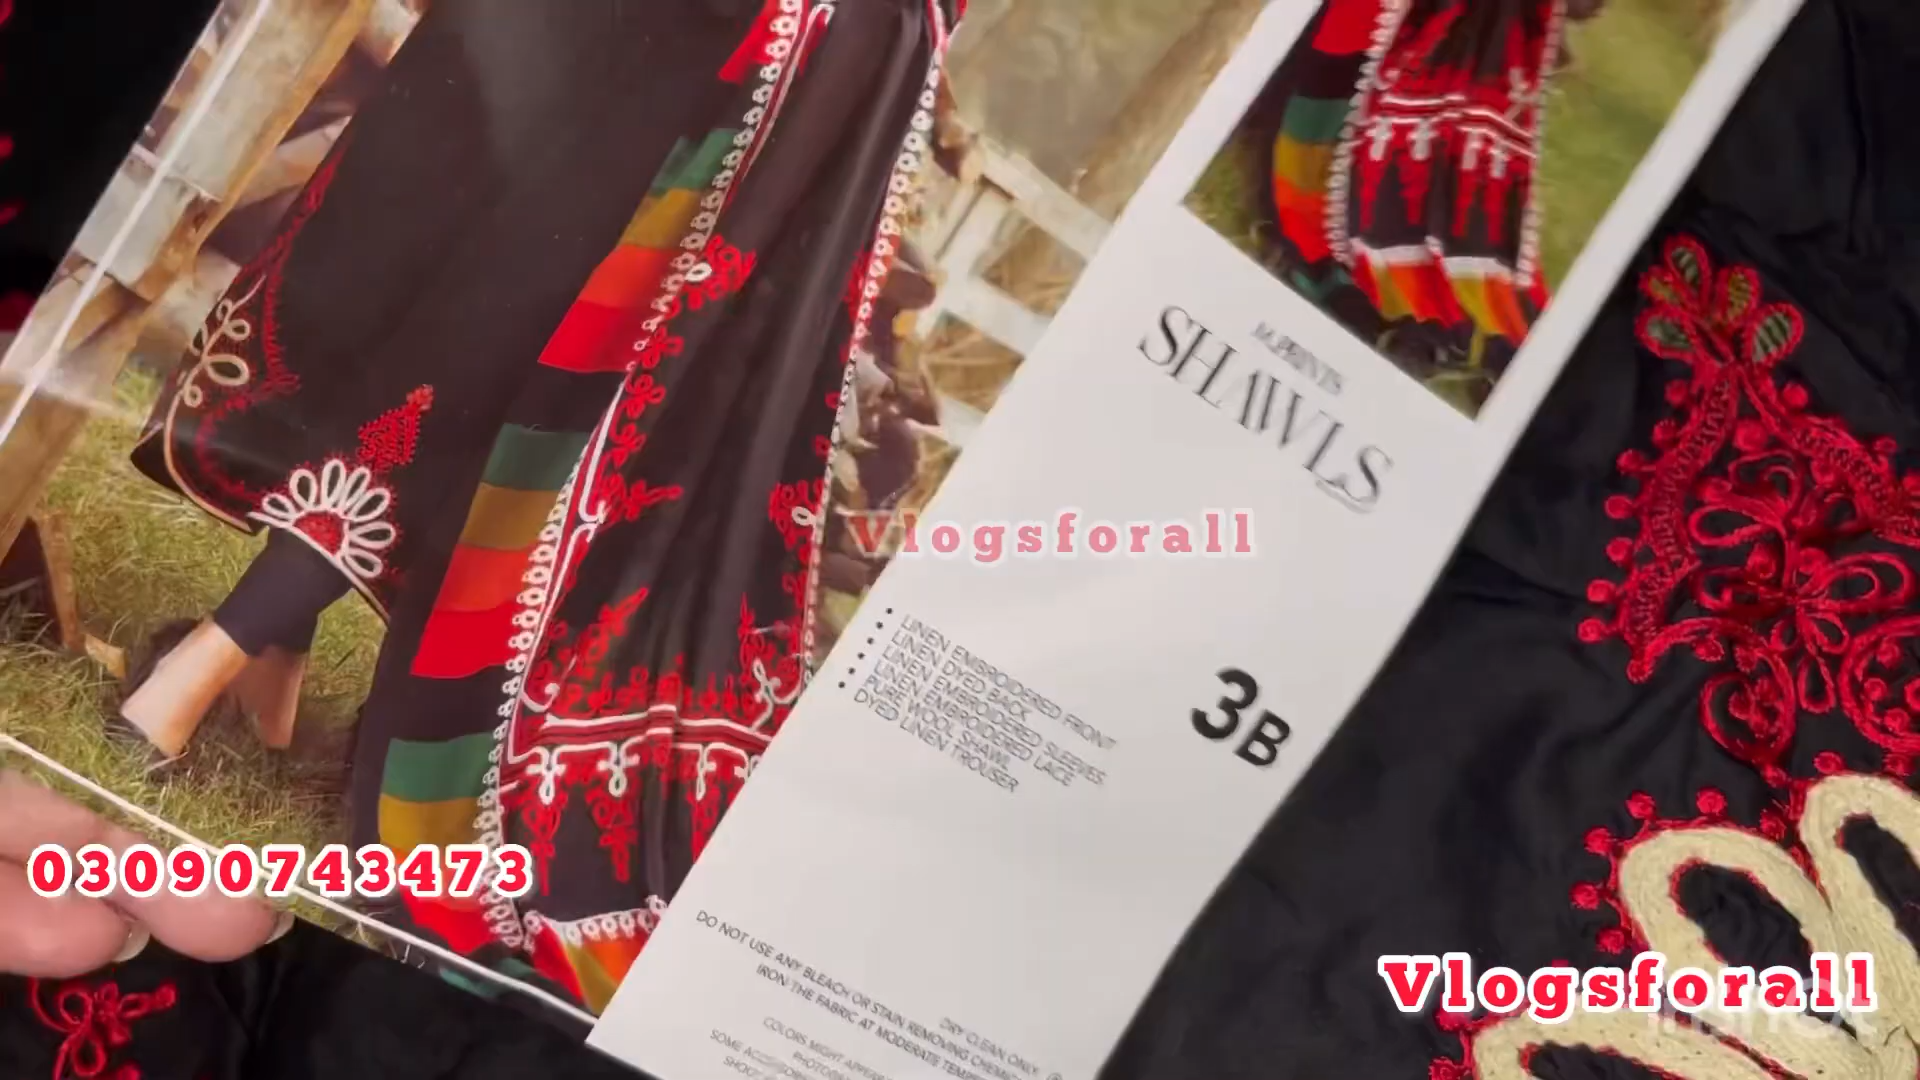 M.PRINTS
SHAWLS
Vlogsforall
LINEN EMBROIDERED FRONT
LINEN DYED BACK
LINEN EMBROIDERED SLEEVES
LINEN EMBROIDERED LACE
PURE WOOL SHAWL
DYED LINEN TROUSER
3B
03090743473
DRY CLEAN ONLY
DO NOT USE ANY BLEACH OR STAIN REMOVING
IRON THE FABRIC AT MODERATE
COLORS MIGHT APPEAR
SOME
Vlogsforall